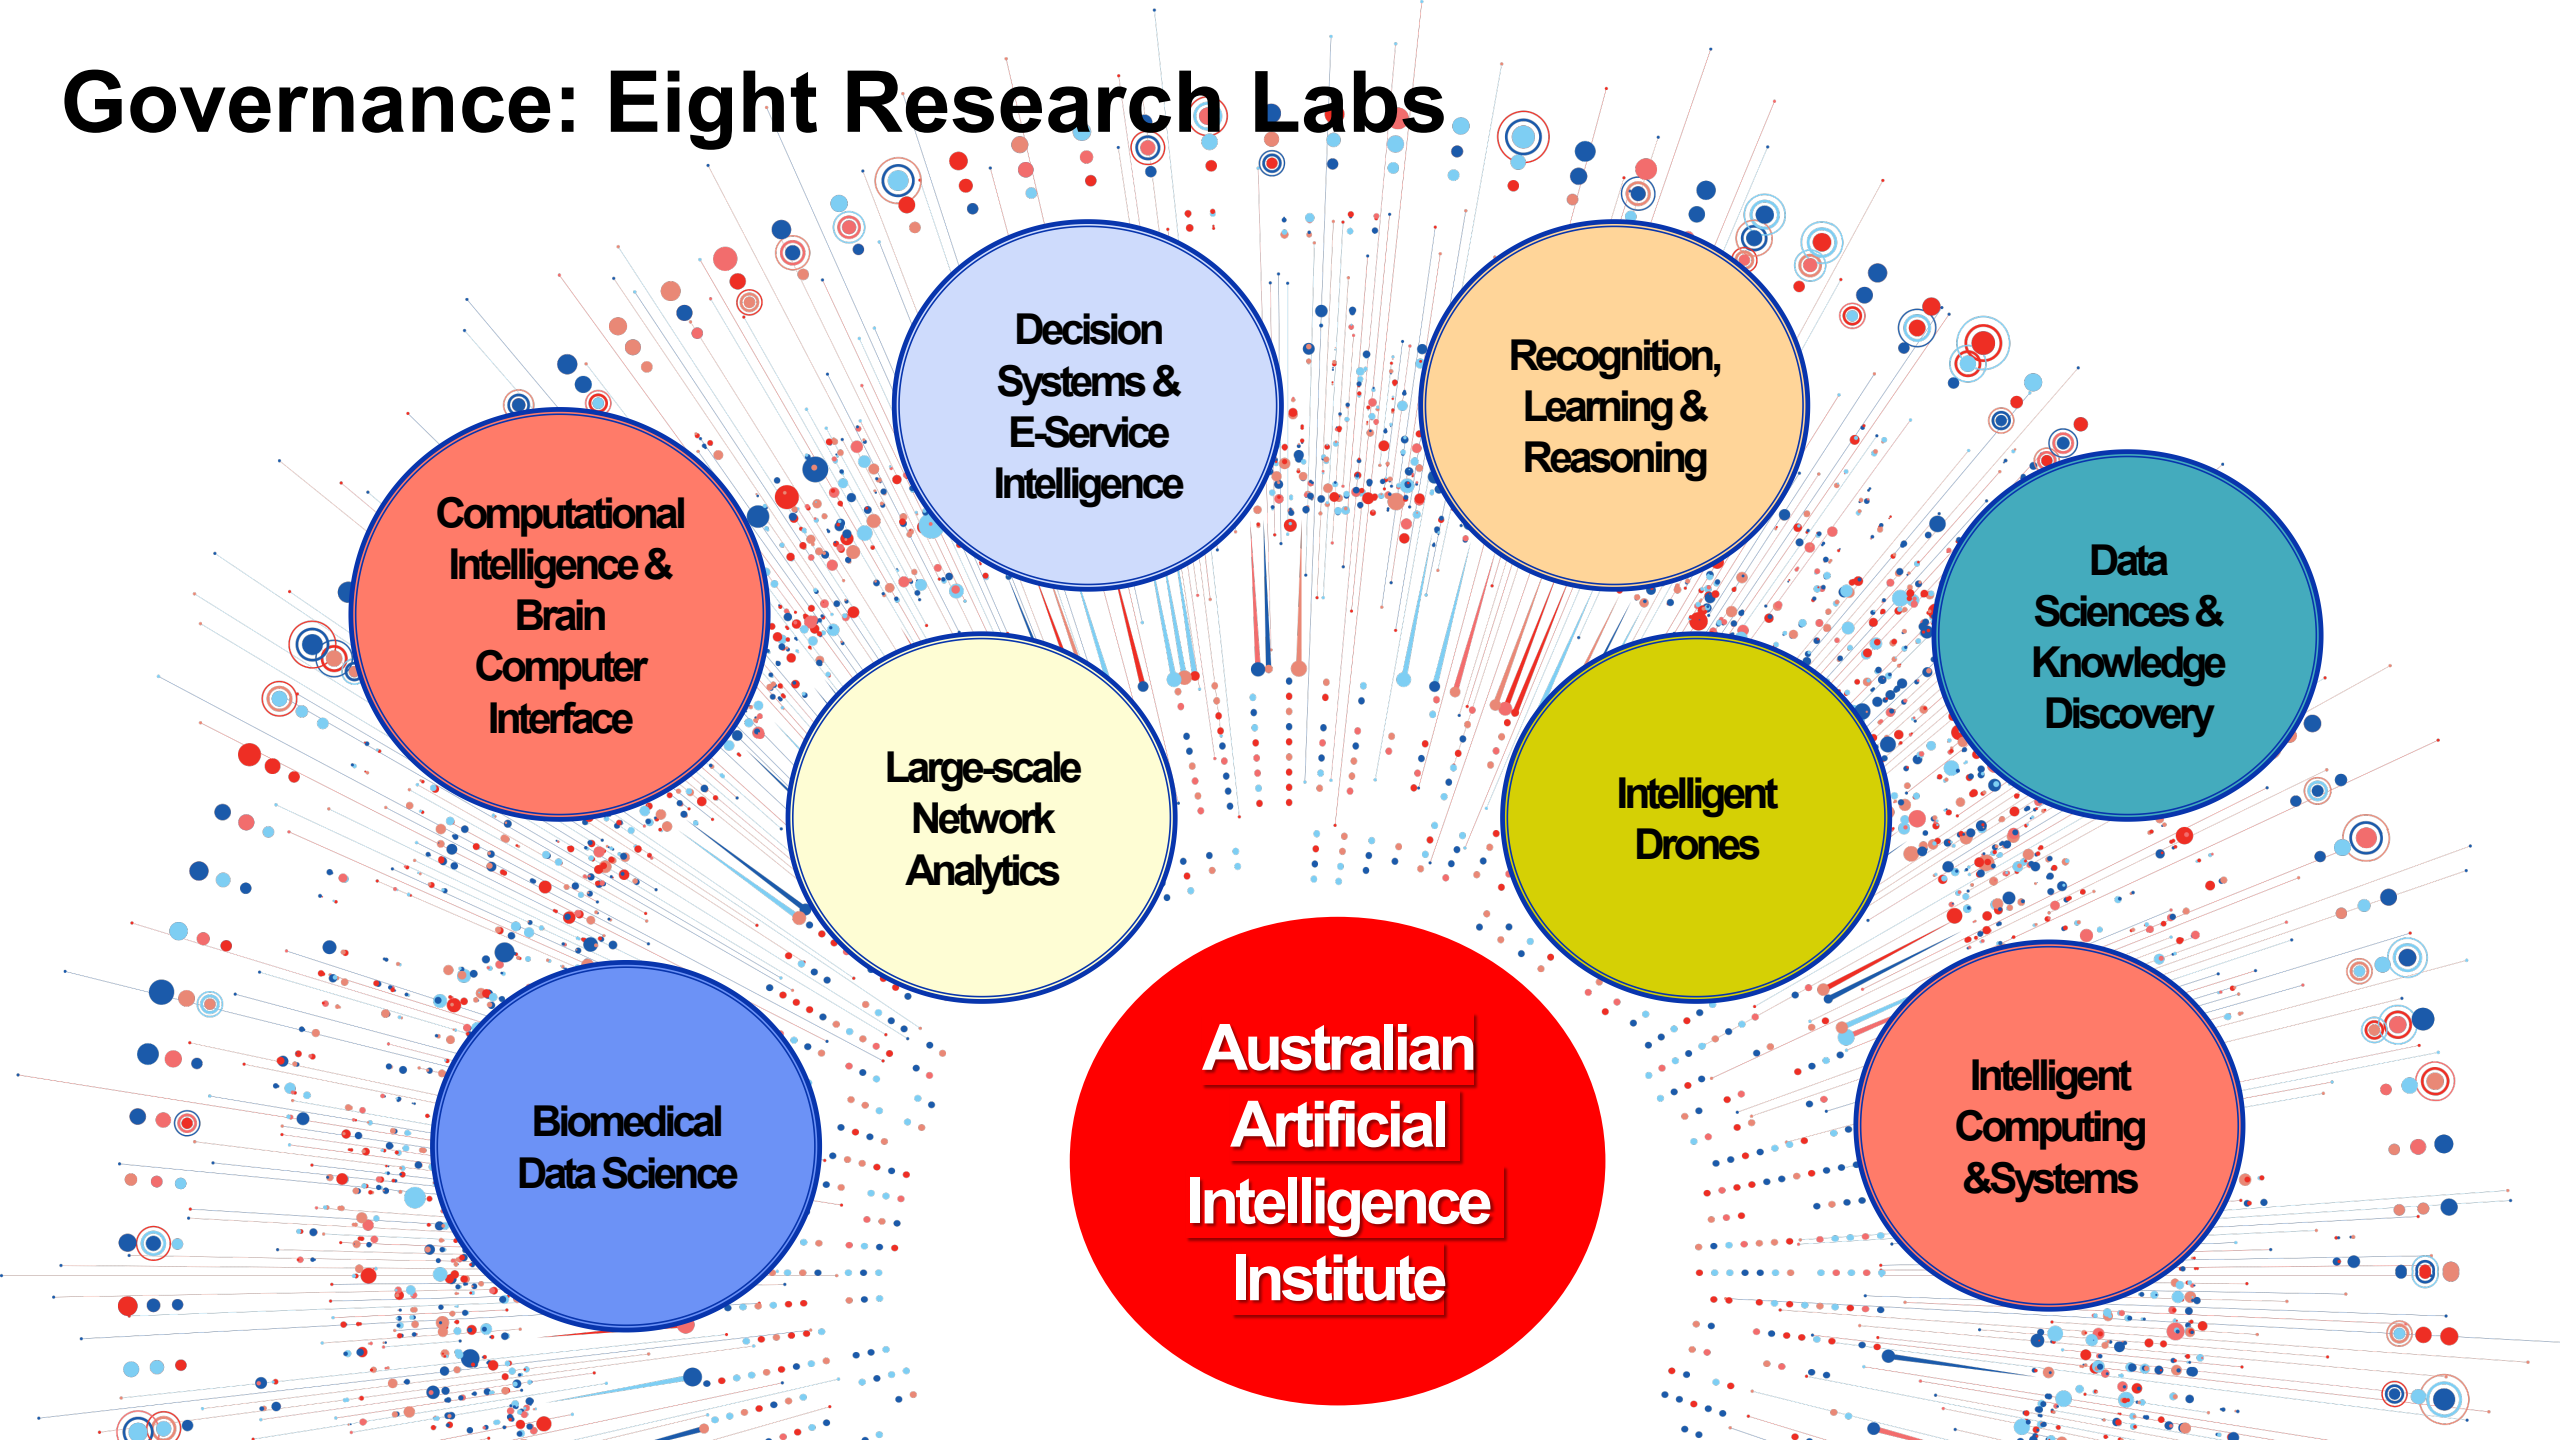 Governance: Eight Research Labs
Decision
Systems &
E-Service
Intelligence
Recognition,
Learning &
Reasoning
Computational
Intelligence &
Brain
Computer
Interface
Data
Sciences &
Knowledge
Discovery
Large-scale
Network
Analytics
Intelligent
Drones
Biomedical
Data Science
Australian
Artificial
Intelligence
Institute
Intelligent
Computing
&Systems